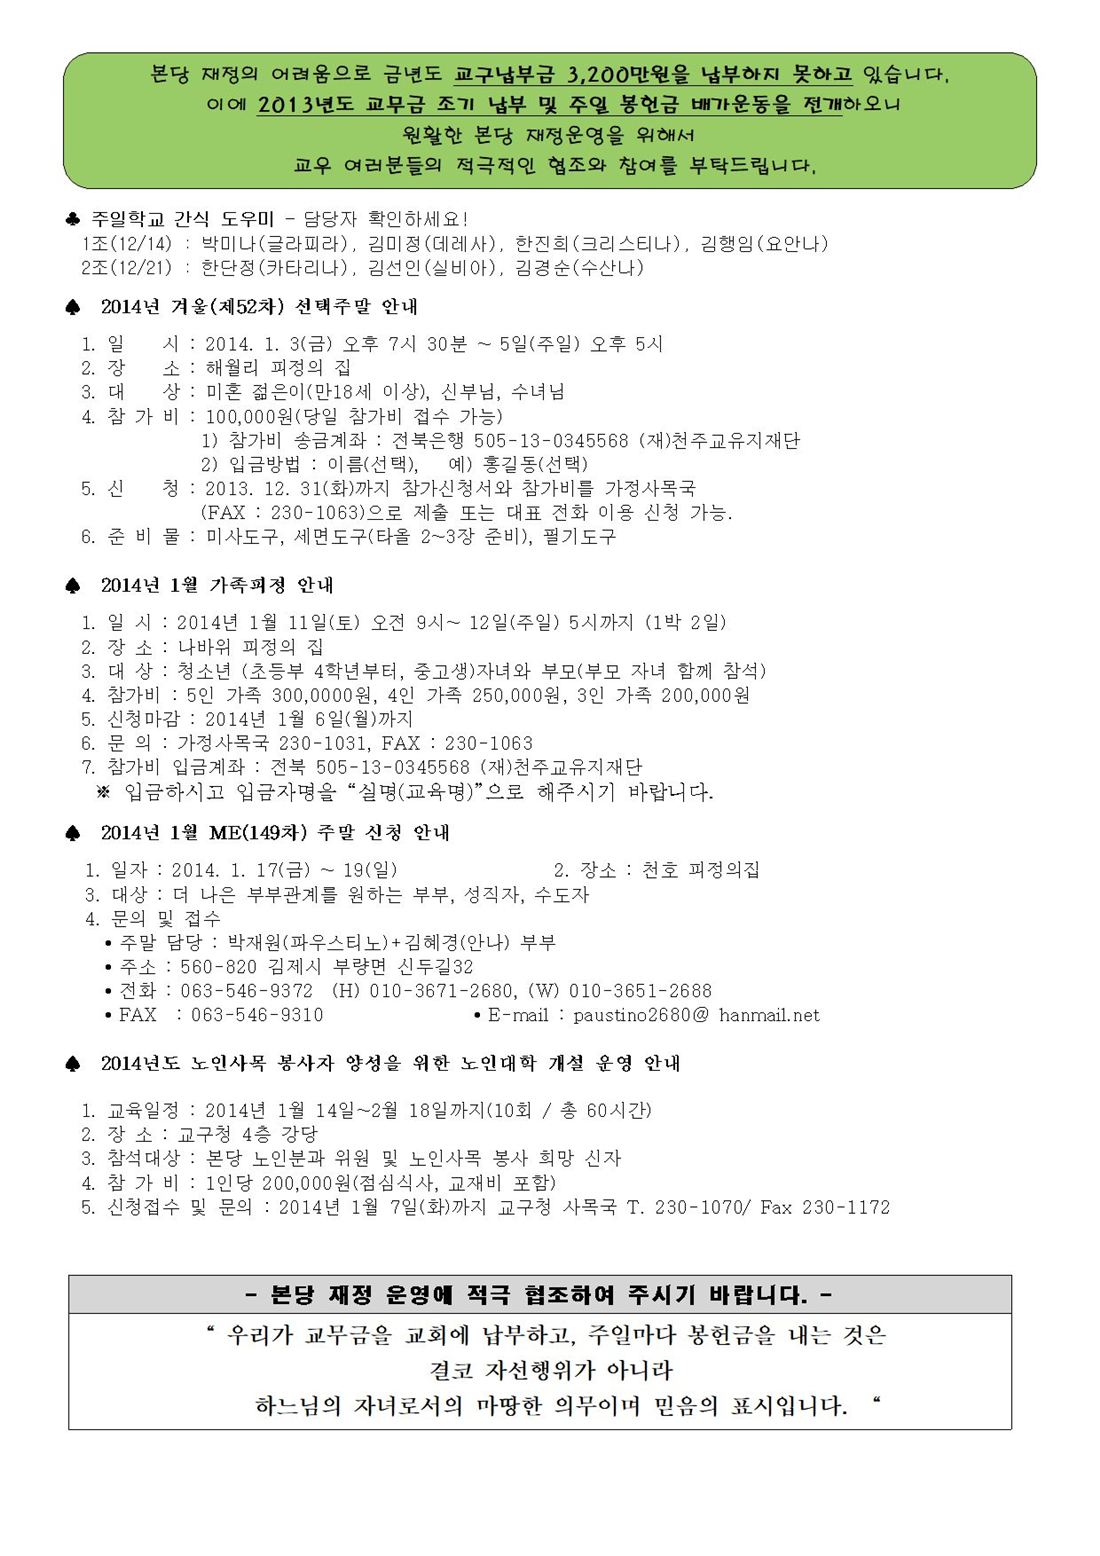 본당 재정의 어려움으로 금년도 교구납부금 3,200만원을 납부하지 못하고 있습니다.
이에 2013년도 교무금 조기 납부 및 주일 봉헌금 배가운동을 전개하오니
원활한 본당 재정운영을 위해서
교우 여러분들의 적극적인 협조와 참여를 부탁드립니다.
♣ 주일학교 간식 도우미 - 담당자 확인하세요!
1조(12/14) : 박미나(글라피라), 김미정(데레사), 한진희(크리스티나), 김행임(요안나)
2조(12/21) : 한단정(카타리나), 김선인(실비아), 김경순(수산나)
♠ 2014년 겨울(제52차) 선택주말 안내
1. 일 시 : 2014. 1. 3(금) 오후 7시 30분 ~ 5일(주일) 오후 5시
2. 장 소 : 해월리 피정의 집
3. 대 상 : 미혼 젊은이(만18세 이상), 신부님, 수녀님
4. 참 가 비 : 100,000원(당일 참가비 접수 가능)
1) 참가비 송금계좌 : 전북은행 505-13-0345568 (재)천주교유지재단
2) 입금방법 : 이름(선택), 예) 홍길동(선택)
5. 신 청 : 2013. 12. 31(화)까지 참가신청서와 참가비를 가정사목국
(FAX : 230-1063)으로 제출 또는 대표 전화 이용 신청 가능.
6. 준 비 물 : 미사도구, 세면도구(타올 2~3장 준비), 필기도구
♠ 2014년 1월 가족피정 안내
1. 일 시 : 2014년 1월 11일(토) 오전 9시~ 12일(주일) 5시까지 (1박 2일)
2. 장 소 : 나바위 피정의 집
3. 대 상 : 청소년 (초등부 4학년부터, 중고생)자녀와 부모(부모 자녀 함께 참석)
4. 참가비 : 5인 가족 300,0000원, 4인 가족 250,000원, 3인 가족 200,000원
5. 신청마감 : 2014년 1월 6일(월)까지
6. 문 의 : 가정사목국 230-1031, FAX : 230-1063
7. 참가비 입금계좌 : 전북 505-13-0345568 (재)천주교유지재단
※ 입금하시고 입금자명을 “실명(교육명)”으로 해주시기 바랍니다.
♠ 2014년 1월 ME(149차) 주말 신청 안내
1. 일자 : 2014. 1. 17(금) ~ 19(일) 2. 장소 : 천호 피정의집
3. 대상 : 더 나은 부부관계를 원하는 부부, 성직자, 수도자
4. 문의 및 접수
• 주말 담당 : 박재원(파우스티노)+김혜경(안나) 부부
• 주소 : 560-820 김제시 부량면 신두길32
• 전화 : 063-546-9372 (H) 010-3671-2680, (W) 010-3651-2688
• FAX : 063-546-9310 • E-mail : paustino2680@ hanmail.net
♠ 2014년도 노인사목 봉사자 양성을 위한 노인대학 개설 운영 안내
1. 교육일정 : 2014년 1월 14일~2월 18일까지(10회 / 총 60시간)
2. 장 소 : 교구청 4층 강당
3. 참석대상 : 본당 노인분과 위원 및 노인사목 봉사 희망 신자
4. 참 가 비 : 1인당 200,000원(점심식사, 교재비 포함)
5. 신청접수 및 문의 : 2014년 1월 7일(화)까지 교구청 사목국 T. 230-1070/ Fax 230-1172
- 본당 재정 운영에 적극 협조하여 주시기 바랍니다. -
“ 우리가 교무금을 교회에 납부하고, 주일마다 봉헌금을 내는 것은
결코 자선행위가 아니라
하느님의 자녀로서의 마땅한 의무이며 믿음의 표시입니다. “